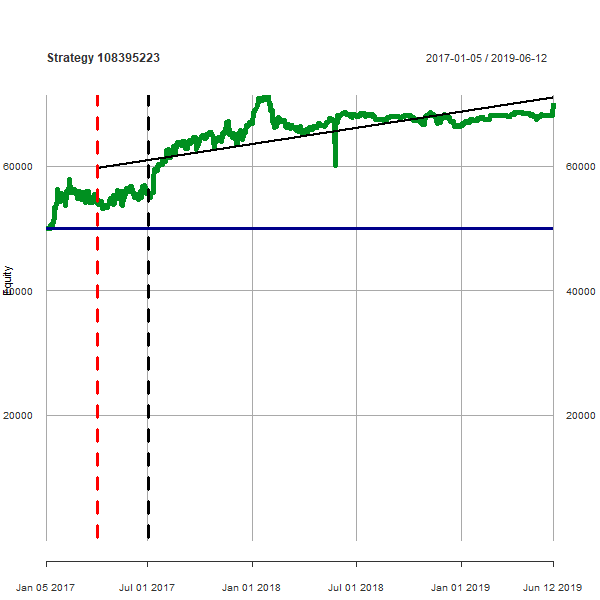 Strategy 108395223 2017-01-05 / 2019-06-12
60000 60000
Equity
40000 40000
20000 20000
Jan 05 2017 Jul 01 2017 Jan 01 2018 Jul 01 2018 Jan 01 2019 Jun 12 2019